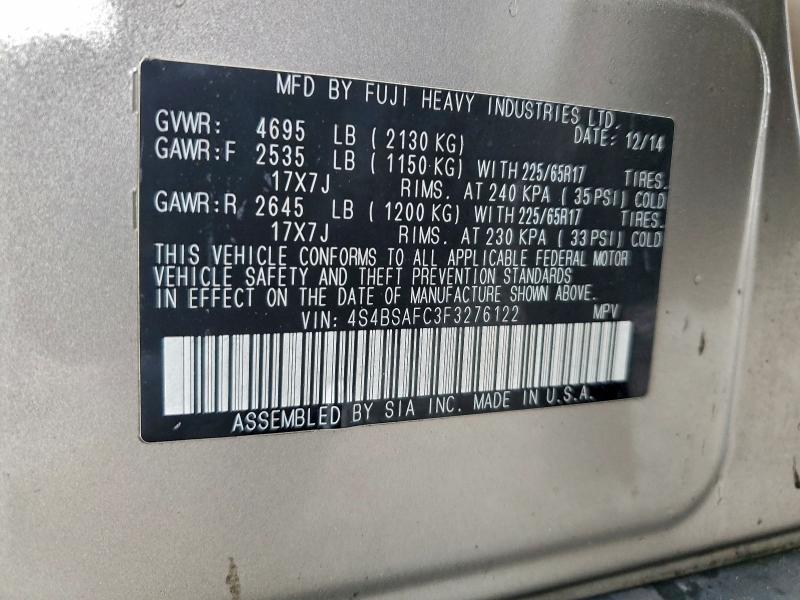 MFD BY FUJI HEAVY INDUSTRIES LTD.
GVWR: 4695 LB ( 2130 KG) DATE: 12/14
GAWR:F 2535 LB ( 1150 KG) WITH 225/65R17 TIRES.
17X7J RIMS. AT 240 KPA ( 35 PSI) COLD
GAWR:R 2645 LB ( 1200 KG) WITH 225/65R17 TIRES.
17X7J RIMS. AT 230 KPA ( 33 PSI) COLD
THIS VEHICLE CONFORMS TO ALL APPLICABLE FEDERAL MOTOR
VEHICLE SAFETY AND THEFT PREVENTION STANDARDS
IN EFFECT ON THE DATE OF MANUFACTURE SHOWN ABOVE.
VIN: 4S4BSAFC3F3276122 MPV
ASSEMBLED BY SIA INC. MADE IN U.S.A.